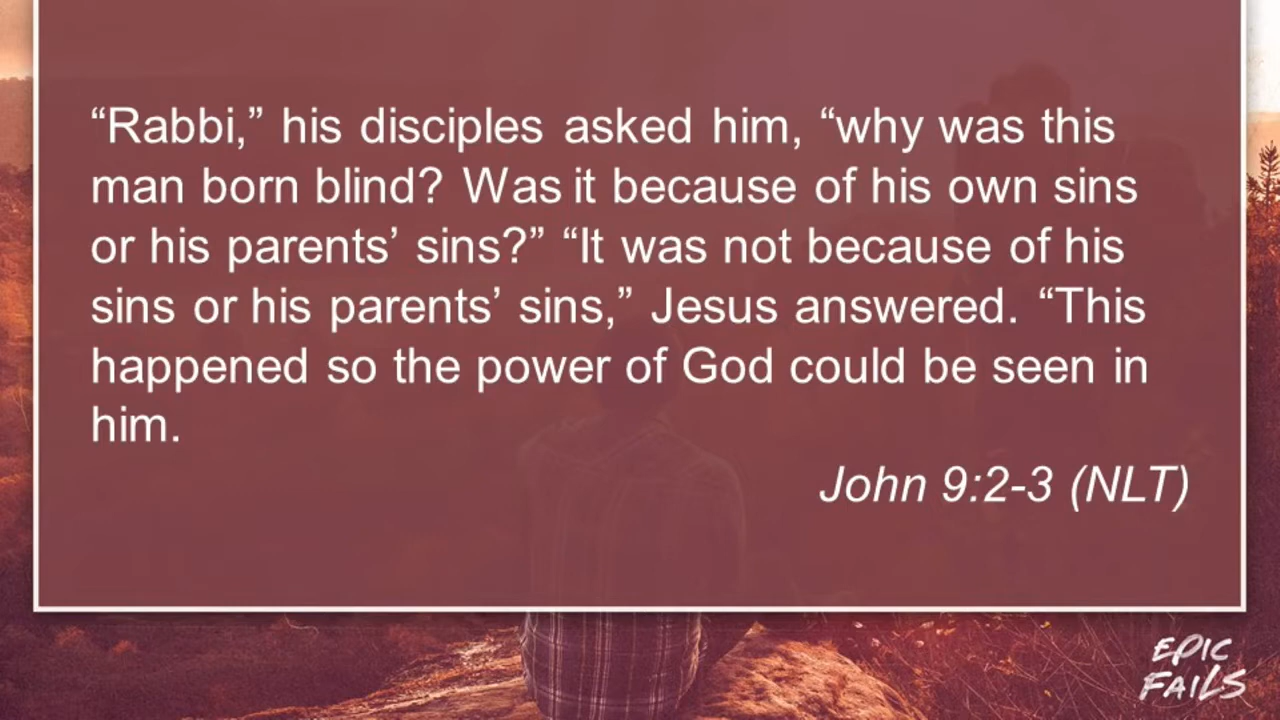 “Rabbi,” his disciples asked him, “why was this
man born blind? Was it because of his own sins
or his parents’ sins?” “It was not because of his
sins or his parents’ sins,” Jesus answered. “This
happened so the power of God could be seen in
him.
John 9:2-3 (NLT)
EPIC
FAILS